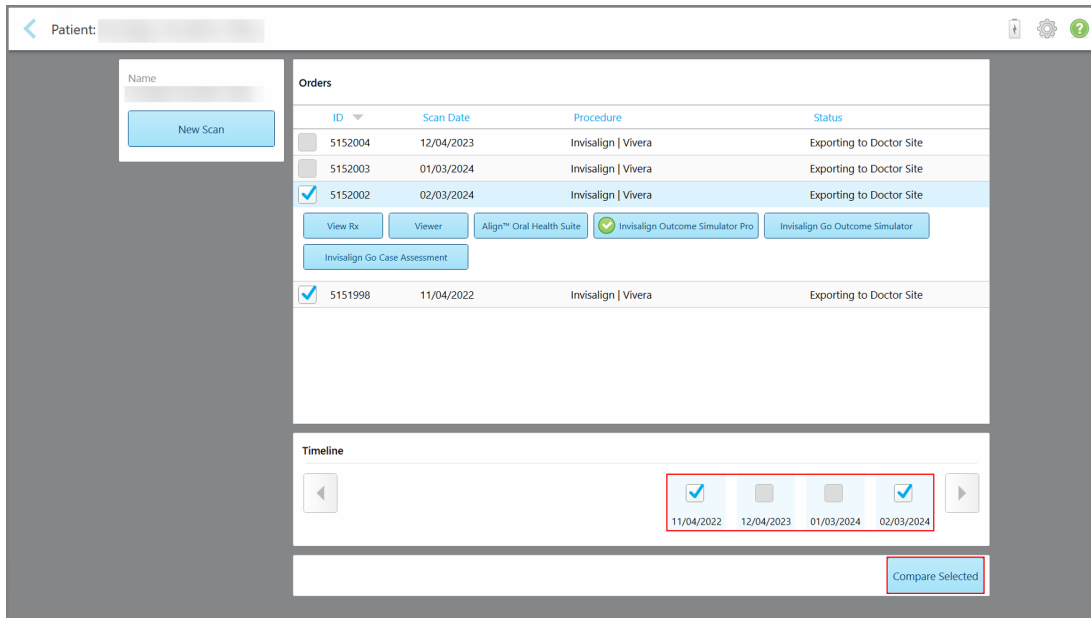 Patient:
Name
New Scan
Orders
ID Scan Date Procedure Status
5152004 12/04/2023 Invisalign | Vivera Exporting to Doctor Site
5152003 01/03/2024 Invisalign | Vivera Exporting to Doctor Site
5152002 02/03/2024 Invisalign | Vivera Exporting to Doctor Site
View Rx Viewer Align™ Oral Health Suite Invisalign Outcome Simulator Pro Invisalign Go Outcome Simulator
Invisalign Go Case Assessment
5151998 11/04/2022 Invisalign | Vivera Exporting to Doctor Site
Timeline
11/04/2022 12/04/2023 01/03/2024 02/03/2024
Compare Selected